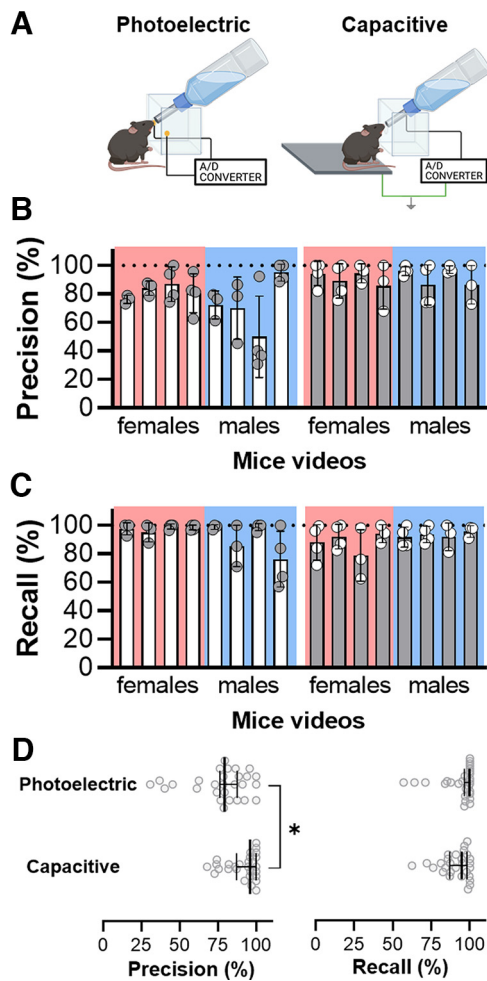 A
Photoelectric
Capacitive
A/D
CONVERTER
A/D
CONVERTER
B
Precision (%)
100
80
60
40
20
0
females
males
females
males
Mice videos
C
Recall (%)
100
80
60
40
20
0
females
males
females
males
Mice videos
D
Photoelectric
Capacitive
*
0 25 50 75 100
Precision (%)
0 25 50 75 100
Recall (%)